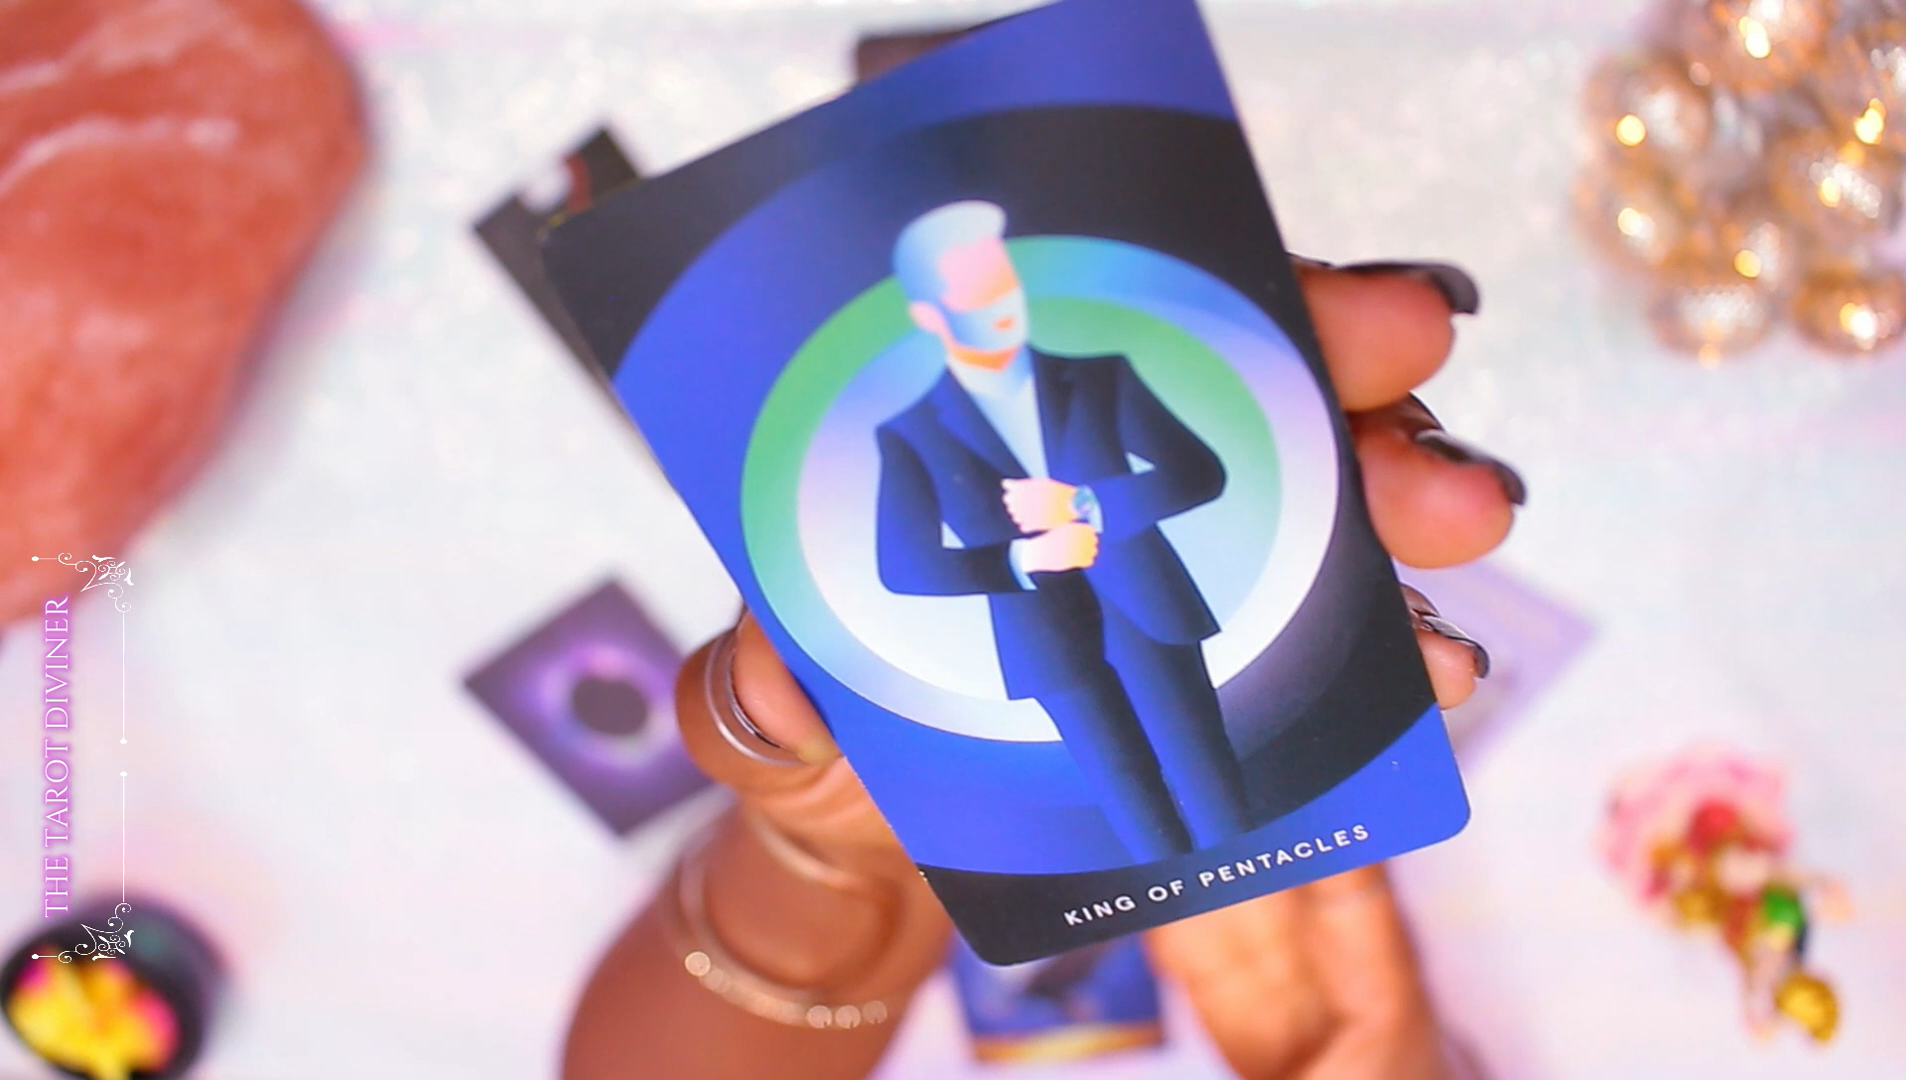 THE TAROT DIVINER
KING OF PENTACLES